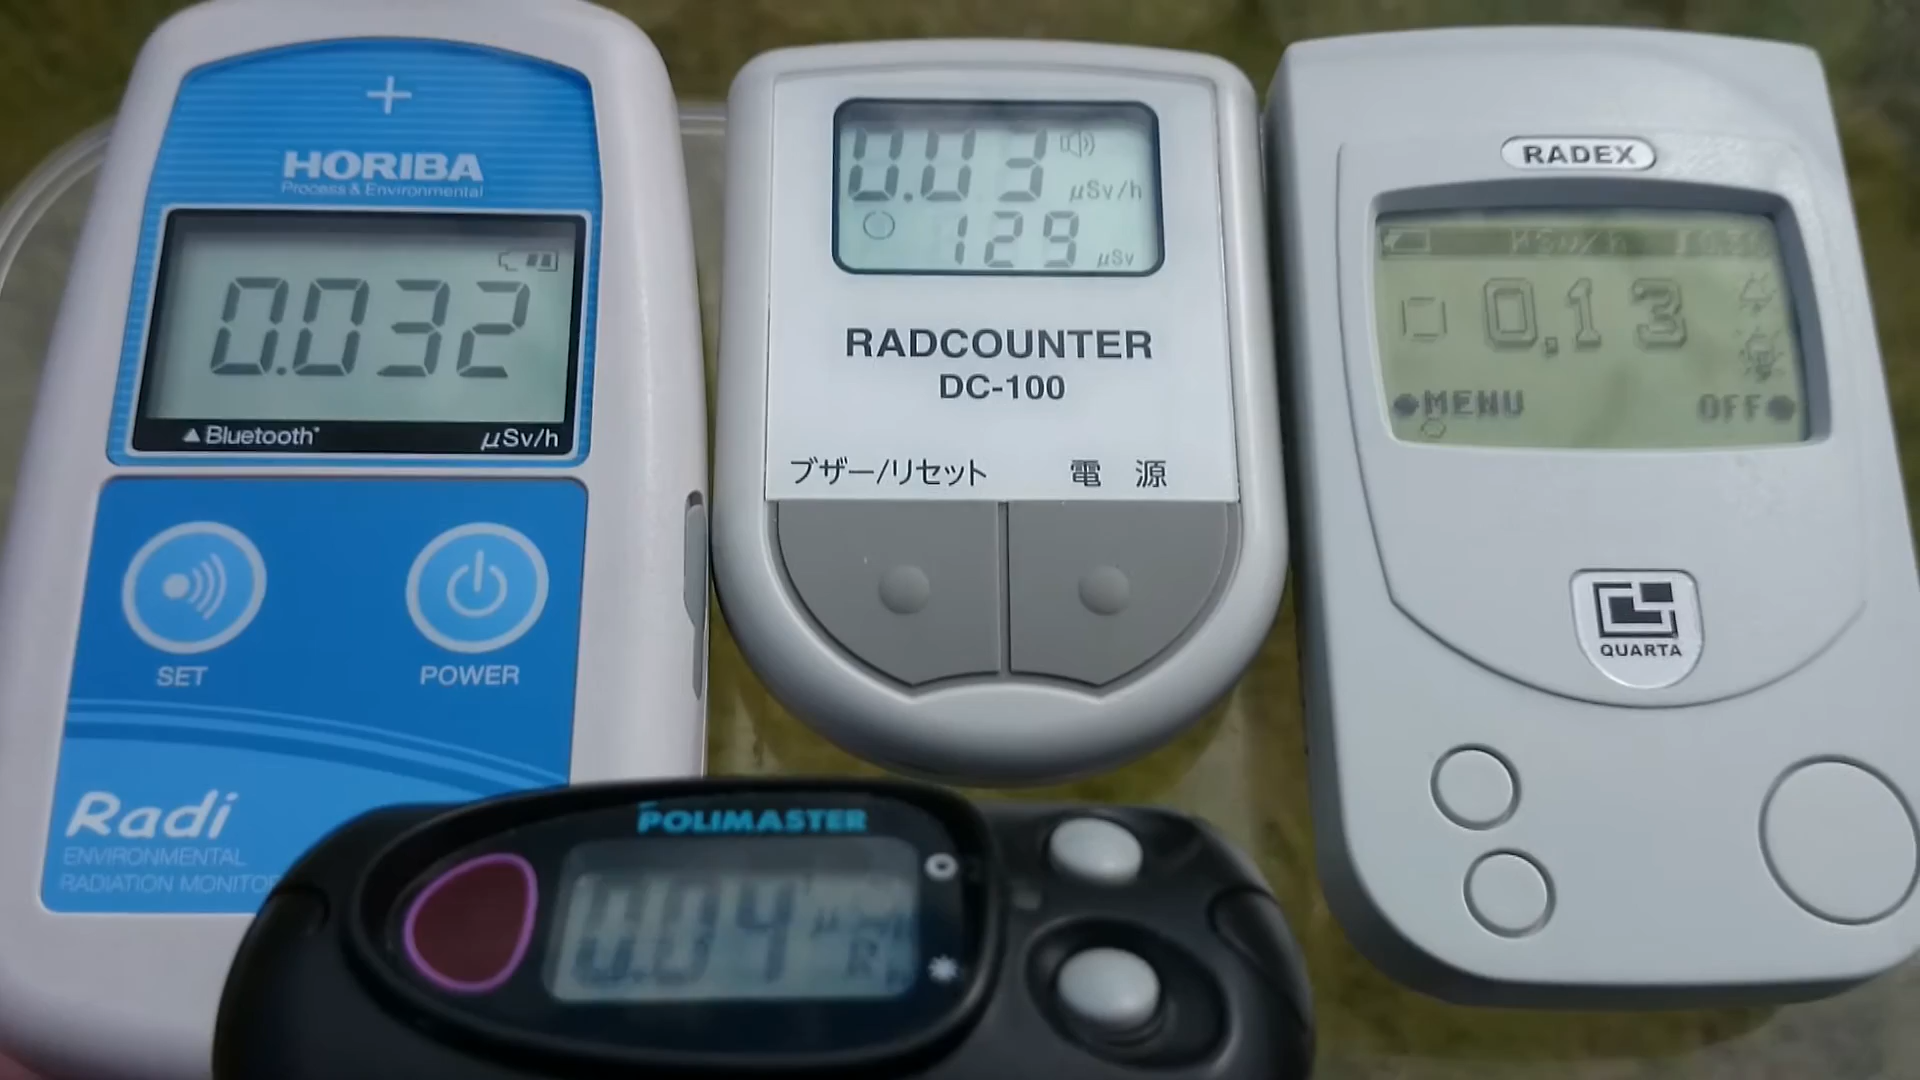 HORIBA
Process & Environmental
0.032
Bluetooth
µSv/h
SET
POWER
Radi
ENVIRONMENTAL
RADIATION MONITOR
0.03
µSv/h
129
µSv
RADCOUNTER
DC-100
ブザー/リセット
電 源
RADEX
µSv/h
0.13
MENU
OFF
QUARTA
POLIMASTER
0.04